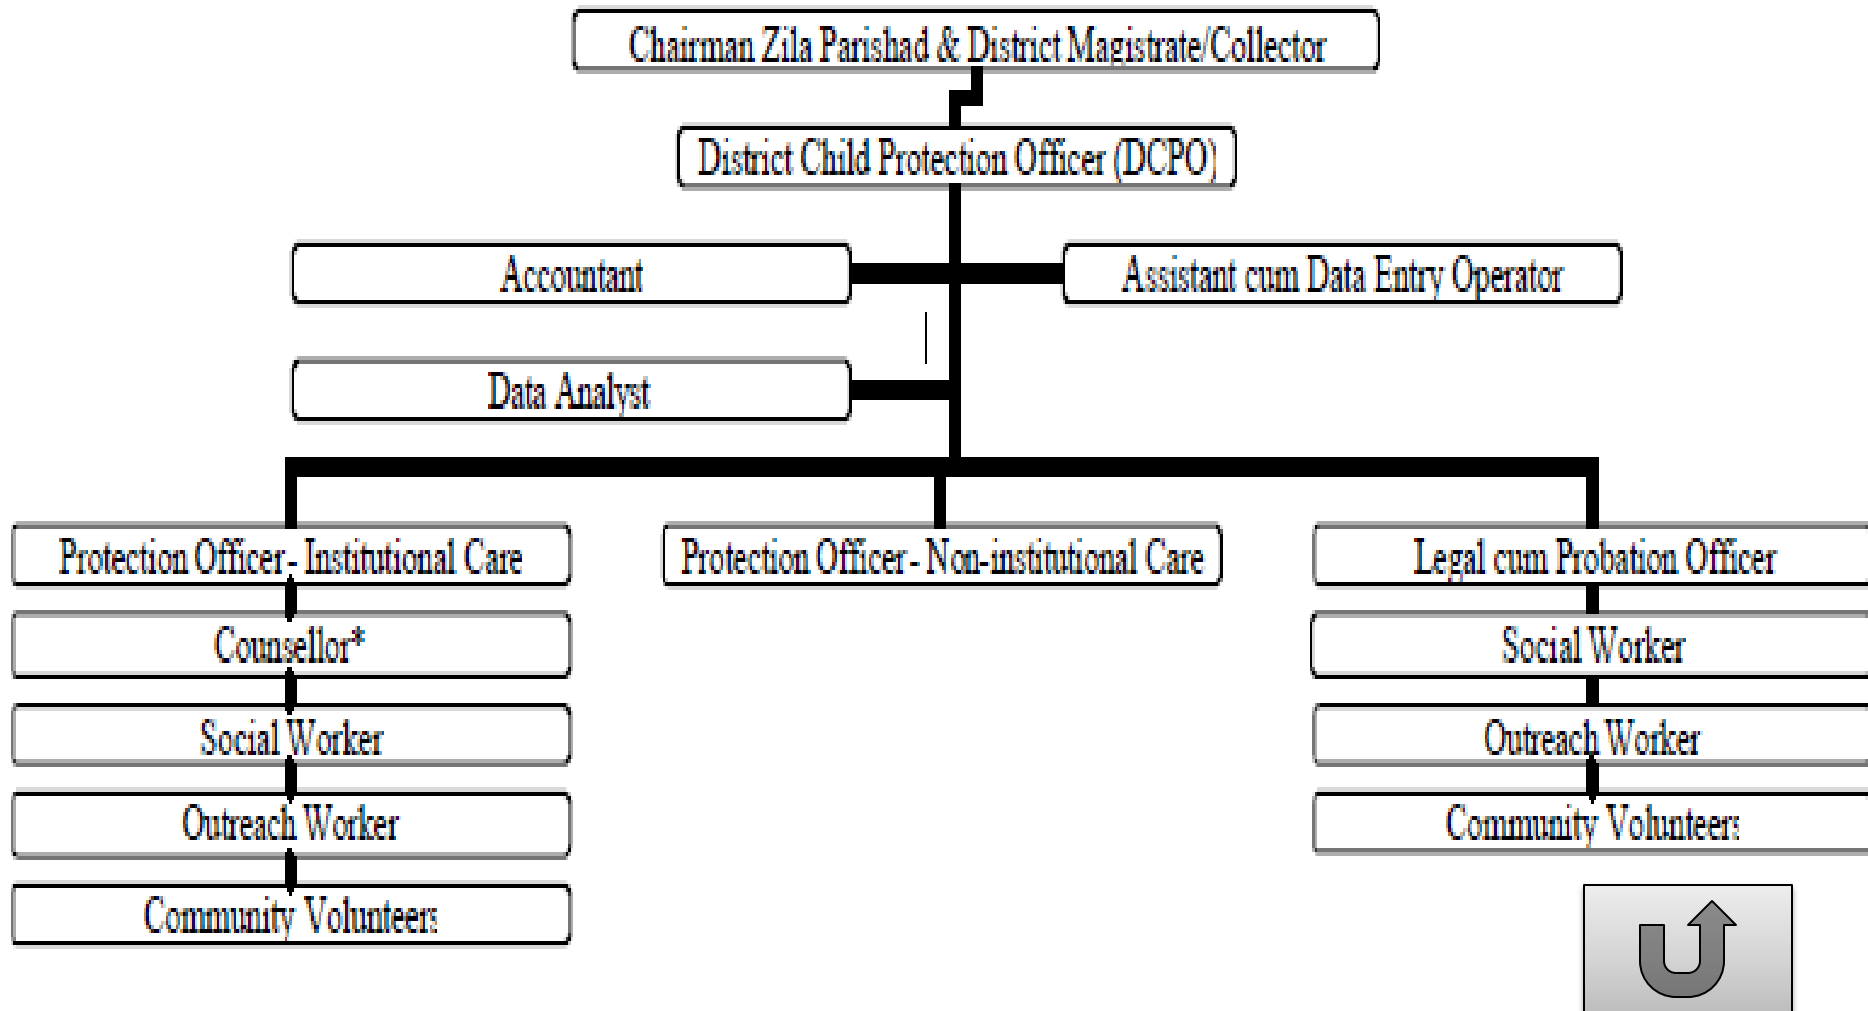 Chairman Zila Parishad & District Magistrate/Collector
District Child Protection Officer (DCPO)
Accountant
Assistant cum Data Entry Operator
Data Analyst
Protection Officer- Institutional Care
Protection Officer- Non-institutional Care
Legal cum Probation Officer
Counsellor*
Social Worker
Social Worker
Outreach Worker
Outreach Worker
Community Volunteers
Community Volunteers